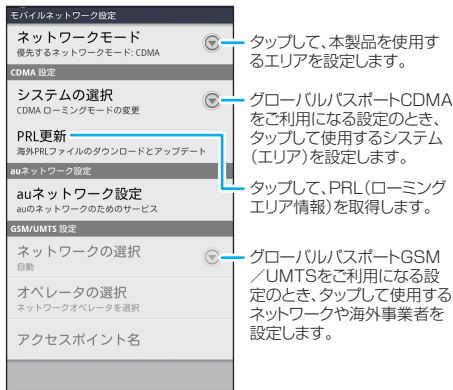 モバイルネットワーク設定
ネットワークモード
優先するネットワークモード: CDMA
CDMA 設定
システムの選択
CDMA ローミングモードの変更
PRL更新
海外PRLファイルのダウンロードとアップデート
auネットワーク設定
auネットワーク設定
auのネットワークのためのサービス
GSM/UMTS 設定
ネットワークの選択
自動
オペレータの選択
ネットワークオペレータを選択
アクセスポイント名
タップして、本製品を使用す
るエリアを設定します。
グローバルパスポートCDMA
をご利用になる設定のとき、
タップして使用するシステム
（エリア）を設定します。
タップして、PRL（ローミング
エリア情報）を取得します。
グローバルパスポートGSM
／UMTSをご利用になる設
定のとき、タップして使用する
ネットワークや海外事業者を
設定します。